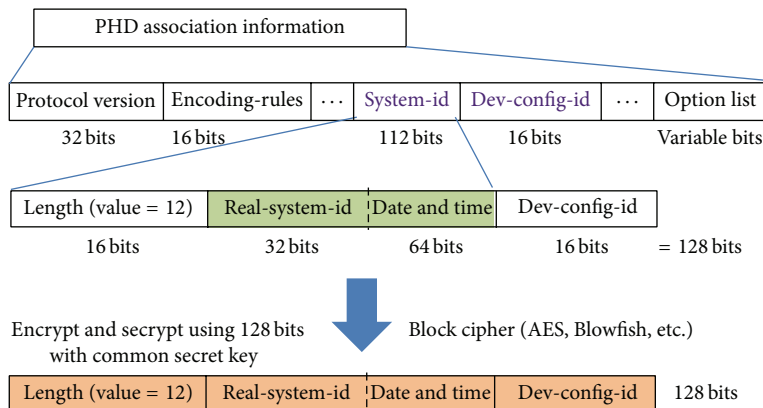 PHD association information
Protocol version Encoding-rules ... System-id Dev-config-id ... Option list
32 bits 16 bits 112 bits 16 bits Variable bits
Length (value = 12) Real-system-id Date and time Dev-config-id
16 bits 32 bits 64 bits 16 bits = 128 bits
Encrypt and secrypt using 128 bits Block cipher (AES, Blowfish, etc.)
with common secret key
Length (value = 12) Real-system-id Date and time Dev-config-id 128 bits